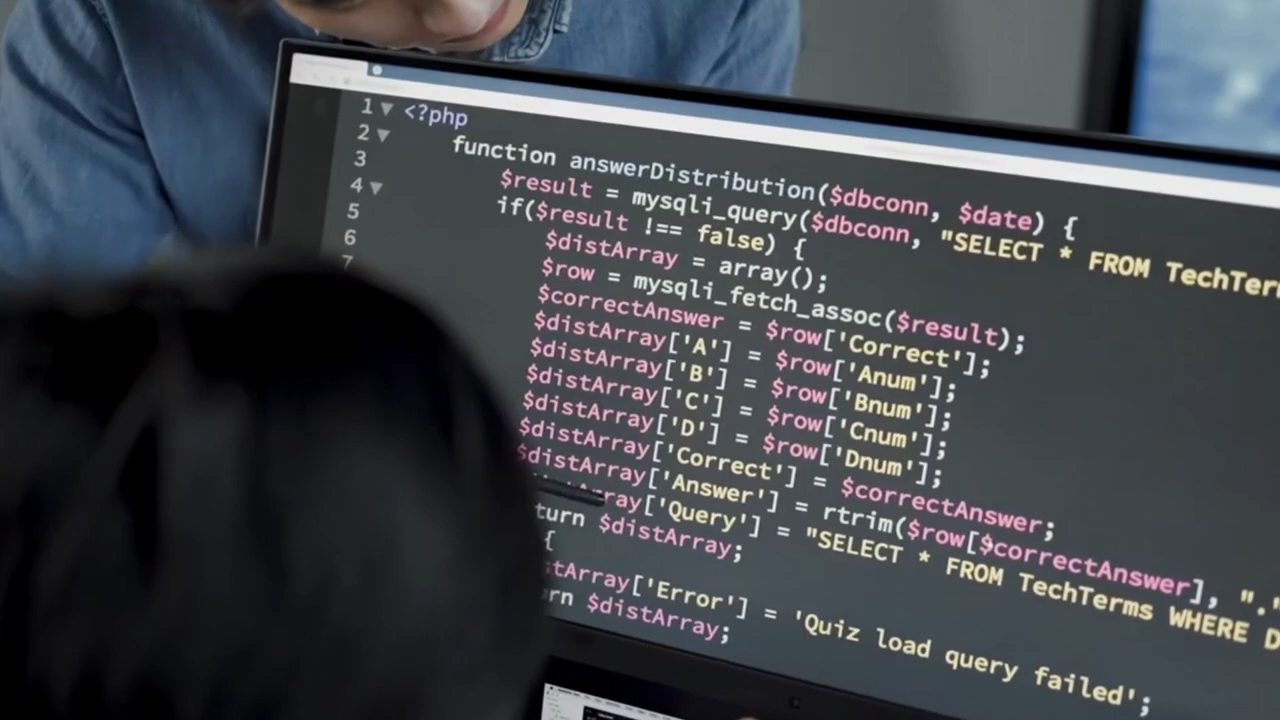 1 <?php
2 function answerDistribution($dbconn, $date) {
3 $result = mysqli_query($dbconn, "SELECT * FROM
4 if($result !== false) {
5 $distArray = array();
6 $row = mysqli_fetch_assoc($result);
7 $correctAnswer = $row['Correct'];
$distArray['A'] = $row['Anum'];
$distArray['B'] = $row['Bnum'];
$distArray['C'] = $row['Cnum'];
$distArray['D'] = $row['Dnum'];
$distArray['Correct'] = $correctAnswer;
$distArray['Answer'] = rtrim($row[$correctAnswer], "."
['Query'] = "SELECT * FROM TechTerms WHERE
$distArray;
{
['Error'] = 'Quiz load query failed';
$distArray;